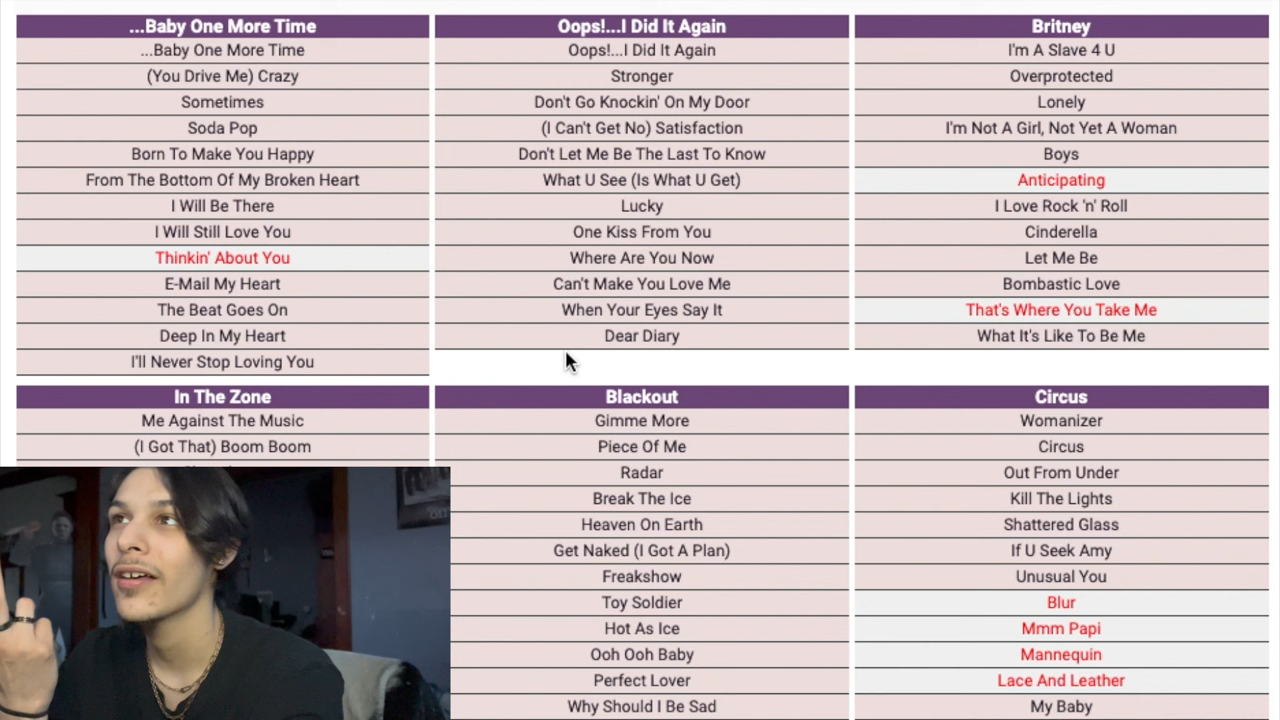 ...Baby One More Time
...Baby One More Time
(You Drive Me) Crazy
Sometimes
Soda Pop
Born To Make You Happy
From The Bottom Of My Broken Heart
I Will Be There
I Will Still Love You
Thinkin' About You
E-Mail My Heart
The Beat Goes On
Deep In My Heart
I'll Never Stop Loving You
Oops!...I Did It Again
Oops!...I Did It Again
Stronger
Don't Go Knockin' On My Door
(I Can't Get No) Satisfaction
Don't Let Me Be The Last To Know
What U See (Is What U Get)
Lucky
One Kiss From You
Where Are You Now
Can't Make You Love Me
When Your Eyes Say It
Dear Diary
Britney
I'm A Slave 4 U
Overprotected
Lonely
I'm Not A Girl, Not Yet A Woman
Boys
Anticipating
I Love Rock 'n' Roll
Cinderella
Let Me Be
Bombastic Love
That's Where You Take Me
What It's Like To Be Me
In The Zone
Me Against The Music
(I Got That) Boom Boom
Blackout
Gimme More
Piece Of Me
Radar
Break The Ice
Heaven On Earth
Get Naked (I Got A Plan)
Freakshow
Toy Soldier
Hot As Ice
Ooh Ooh Baby
Perfect Lover
Why Should I Be Sad
Circus
Womanizer
Circus
Out From Under
Kill The Lights
Shattered Glass
If U Seek Amy
Unusual You
Blur
Mmm Papi
Mannequin
Lace And Leather
My Baby